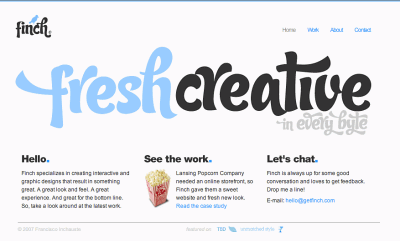 finch
Home Work About Contact
fresh creative
in every byte
Hello.
Finch specializes in creating interactive and
graphic designs that result in something
great. A great look and feel. A great
experience. And great for the bottom line.
So, take a look around at the latest work.
See the work.
Lansing Popcorn Company
needed an online storefront, so
Finch gave them a sweet
website and fresh new look.
Read the case study
Let's chat.
Finch is always up for some good
conversation and loves to get feedback.
Drop me a line!
E-mail: hello@getfinch.com
© 2007 Francisco Inchauste
featured on: